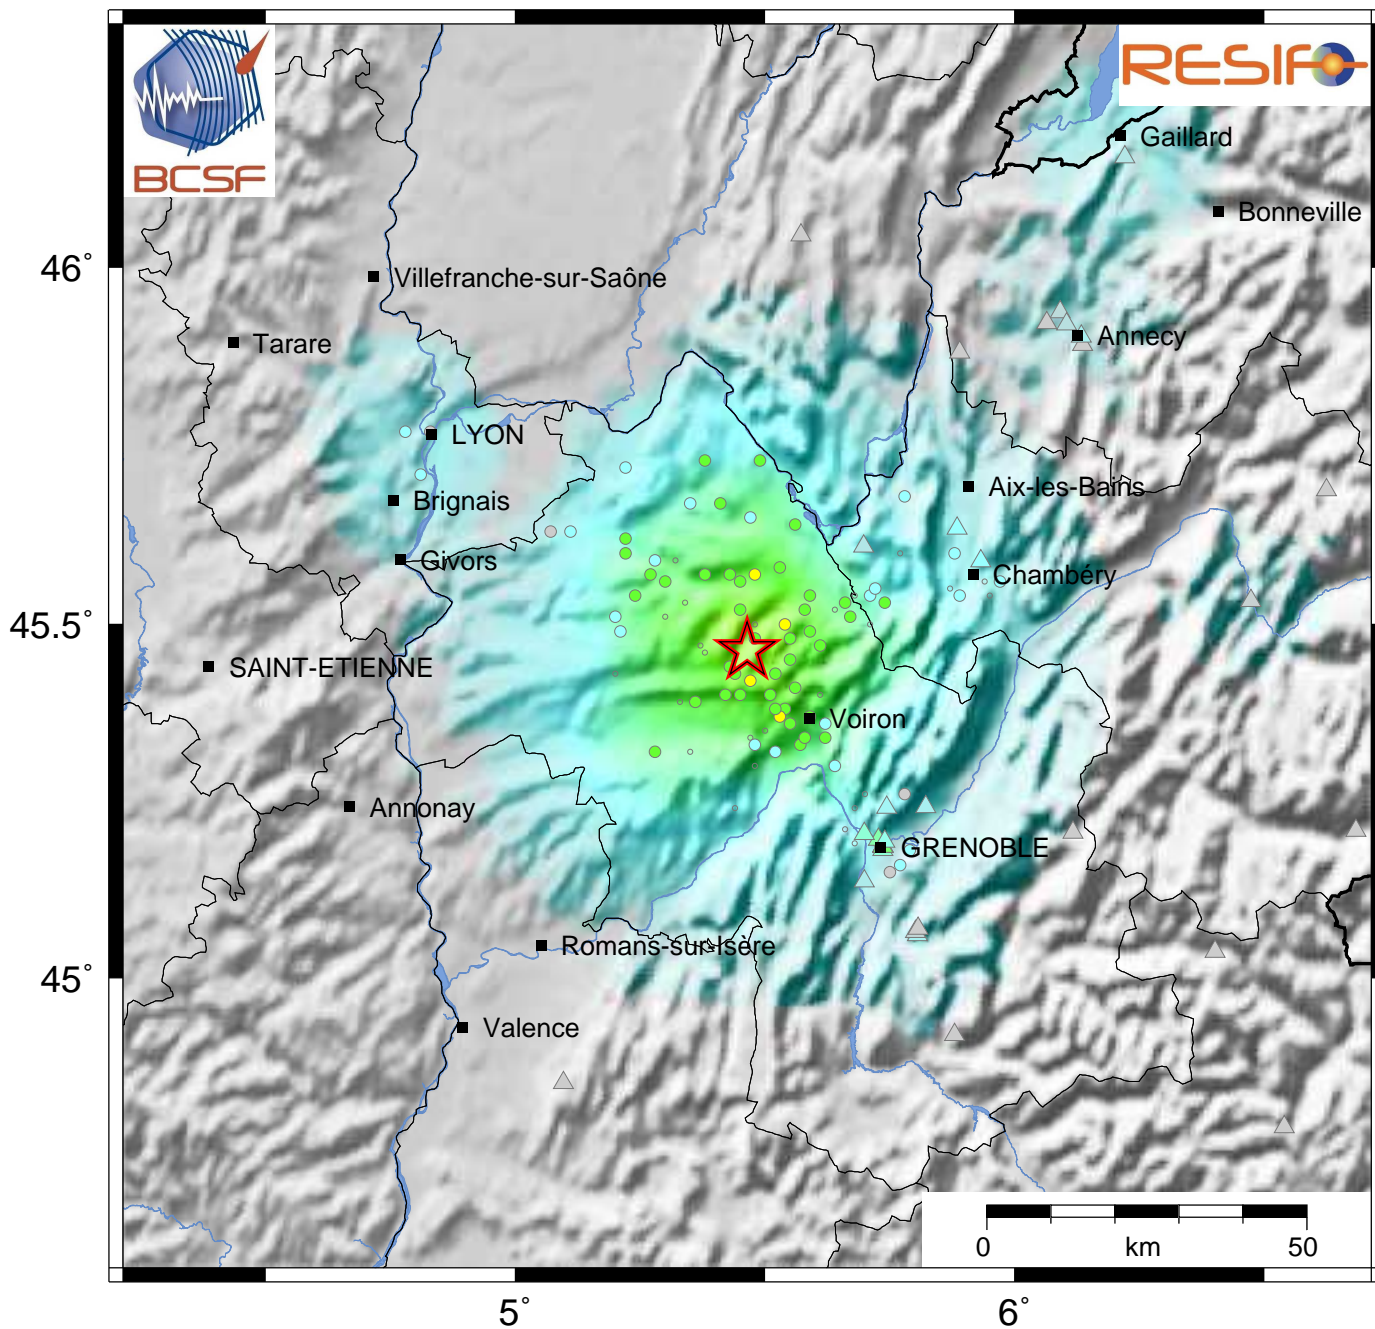 BCSF
RESIF
Gaillard
Bonneville
46°
Villefranche-sur-Saône
Tarare
Annecy
LYON
Aix-les-Bains
Brignais
Givors
Chambéry
45.5°
SAINT-ETIENNE
Voiron
Annonay
GRENOBLE
Romans-sur-Isère
45°
Valence
0 km 50
5° 6°